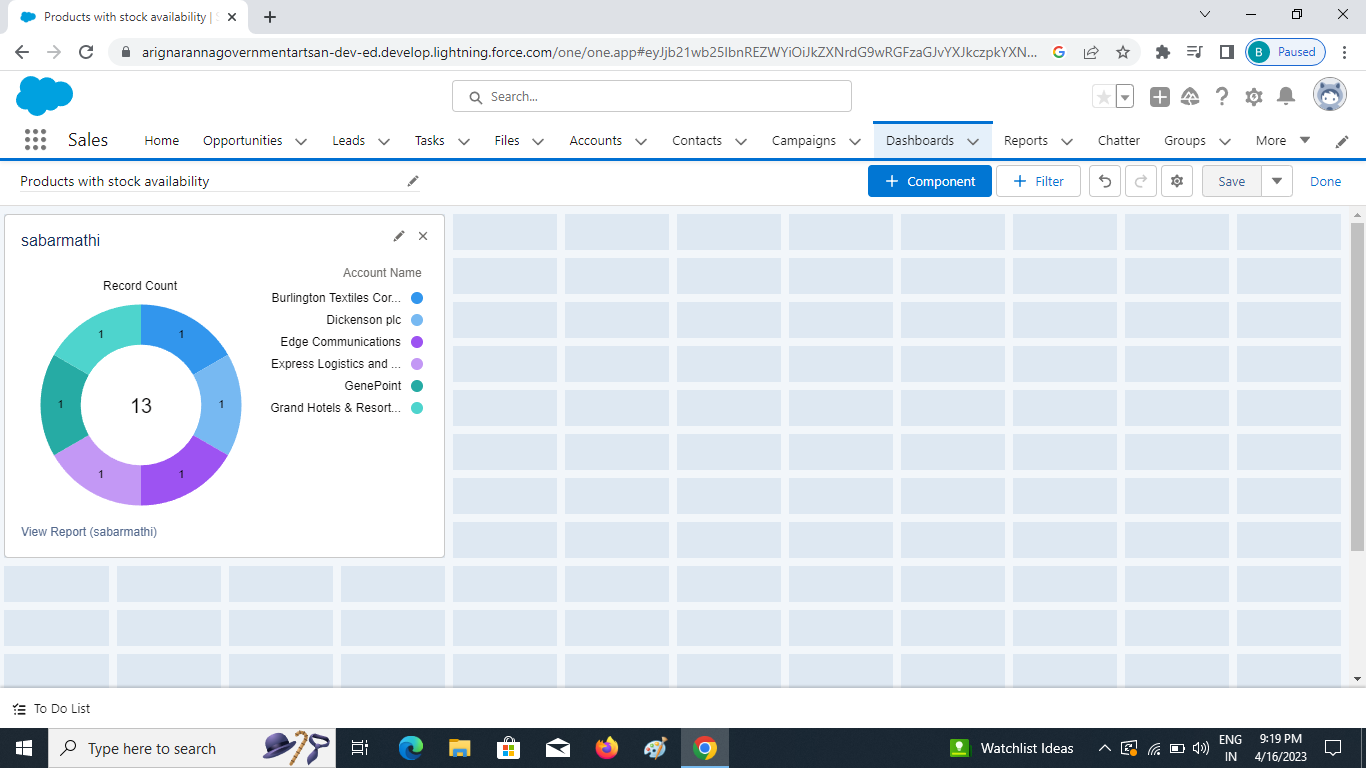 Products with stock availability |
arignarannagovernmentartsan-dev-ed.develop.lightning.force.com/one/one.app#eyJjb21wb25lbnREZWYiOiJkZXNrdG9wRGFzaGJvYXJkczpkYXN...
B Paused
Search...
Sales Home Opportunities Leads Tasks Files Accounts Contacts Campaigns Dashboards Reports Chatter Groups More
Products with stock availability
+ Component + Filter Save Done
sabarmathi
Account Name
Record Count
Burlington Textiles Cor...
Dickenson plc
Edge Communications
Express Logistics and ...
GenePoint
Grand Hotels & Resort...
1 1
1 13 1
1 1
View Report (sabarmathi)
To Do List
Type here to search
Watchlist Ideas
ENG
IN
9:19 PM
4/16/2023